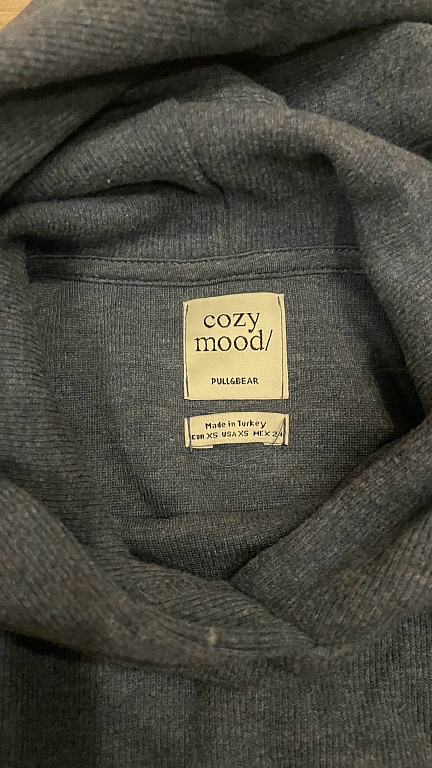 cozy
mood/
PULL&BEAR
Made in Turkey
EUR XS USA XS MEX 24